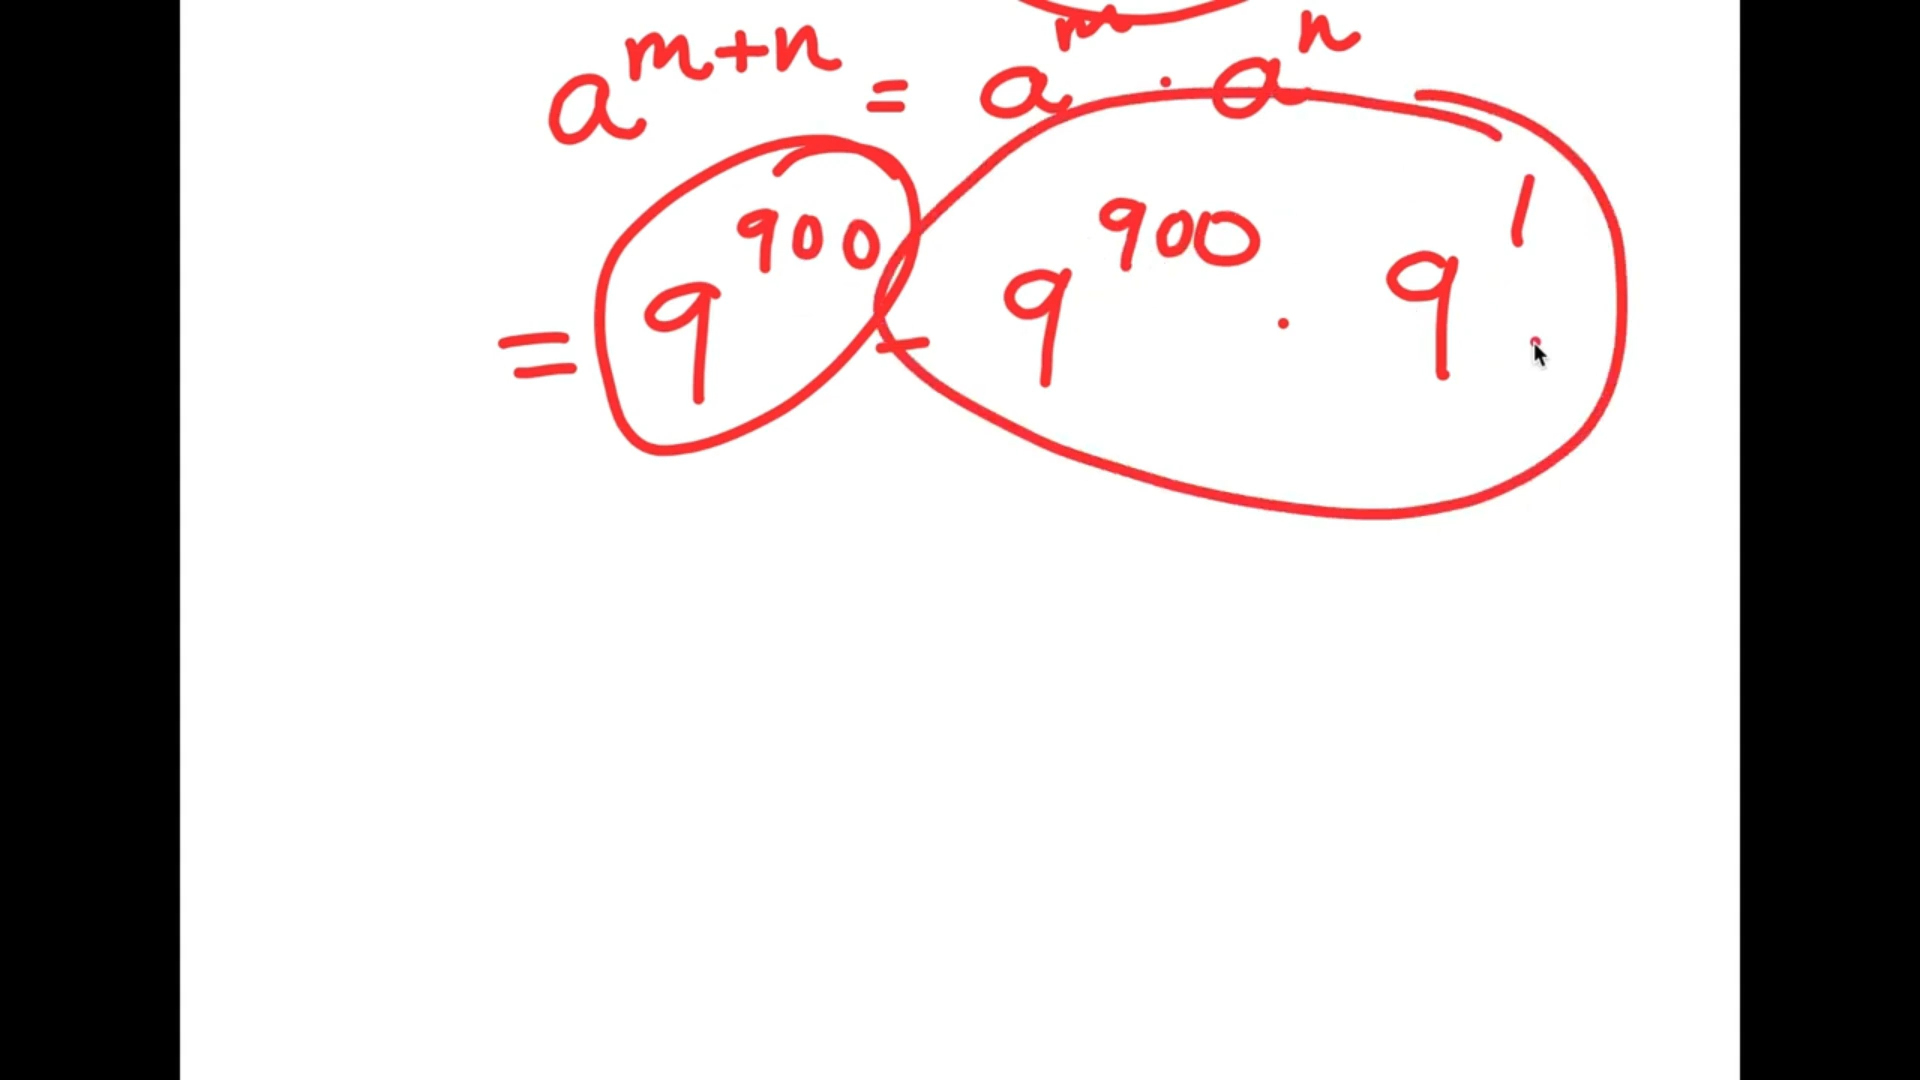 a^{m+n} = a^m · a^n
= 9^{900} - 9^{900} · 9^1